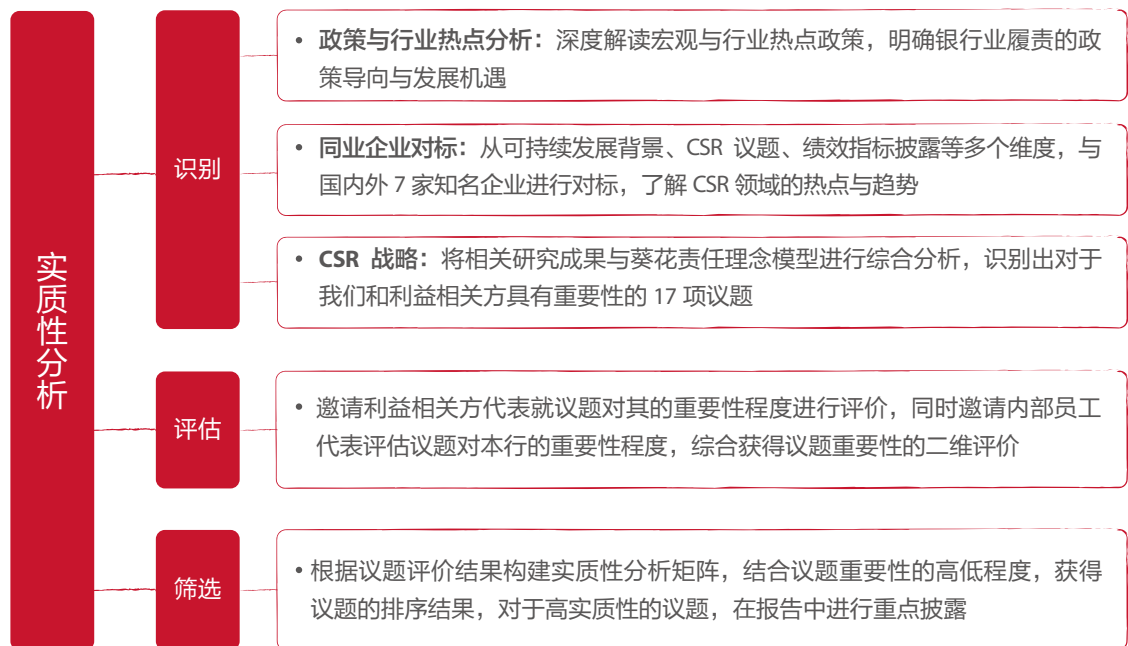 实质性分析
识别
• 政策与行业热点分析：深度解读宏观与行业热点政策，明确银行业履责的政
策导向与发展机遇
• 同业企业对标：从可持续发展背景、CSR 议题、绩效指标披露等多个维度，与
国内外 7 家知名企业进行对标，了解 CSR 领域的热点与趋势
• CSR 战略：将相关研究成果与葵花责任理念模型进行综合分析，识别出对于
我们和利益相关方具有重要性的 17 项议题
评估
• 邀请利益相关方代表就议题对其的重要性程度进行评价，同时邀请内部员工
代表评估议题对本行的重要性程度，综合获得议题重要性的二维评价
筛选
• 根据议题评价结果构建实质性分析矩阵，结合议题重要性的高低程度，获得
议题的排序结果，对于高实质性的议题，在报告中进行重点披露